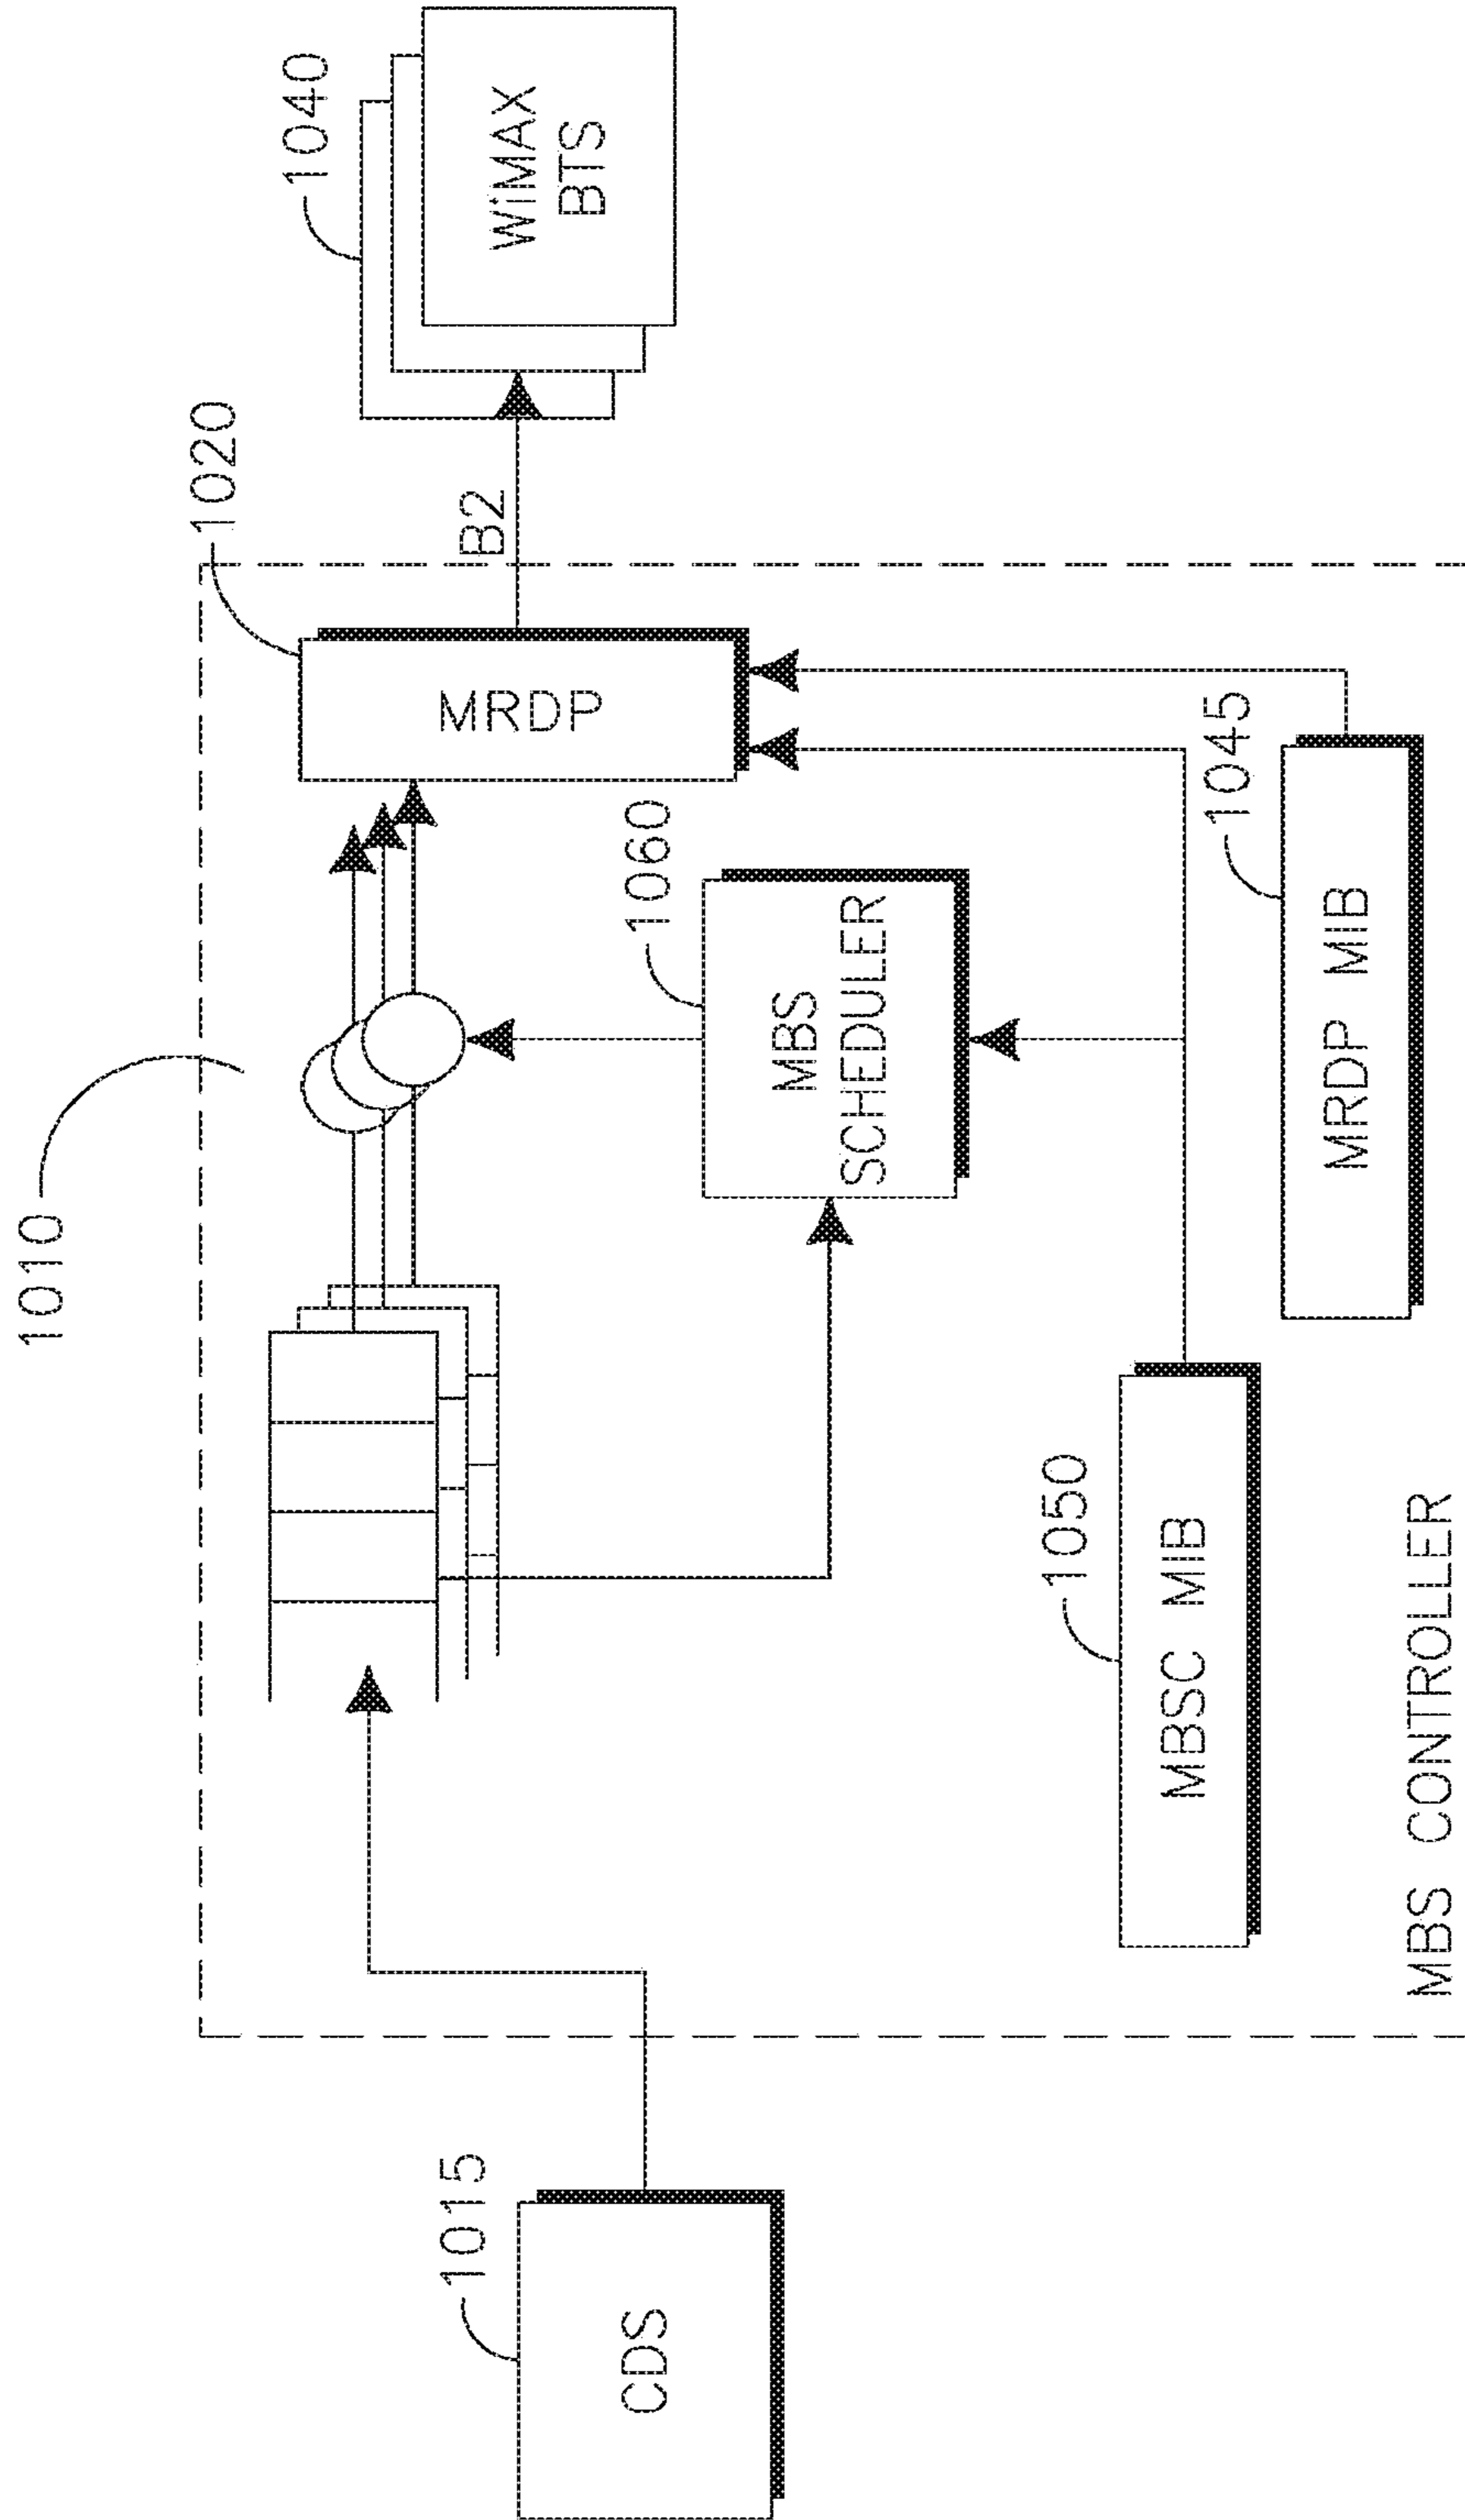 1010
1015
CDS
1050
MBSC MIB
1060
MBS
SCHEDULER
1045
MRDP MIB
1020
MRDP
B2
1040
WiMAX
BTS
MBS CONTROLLER